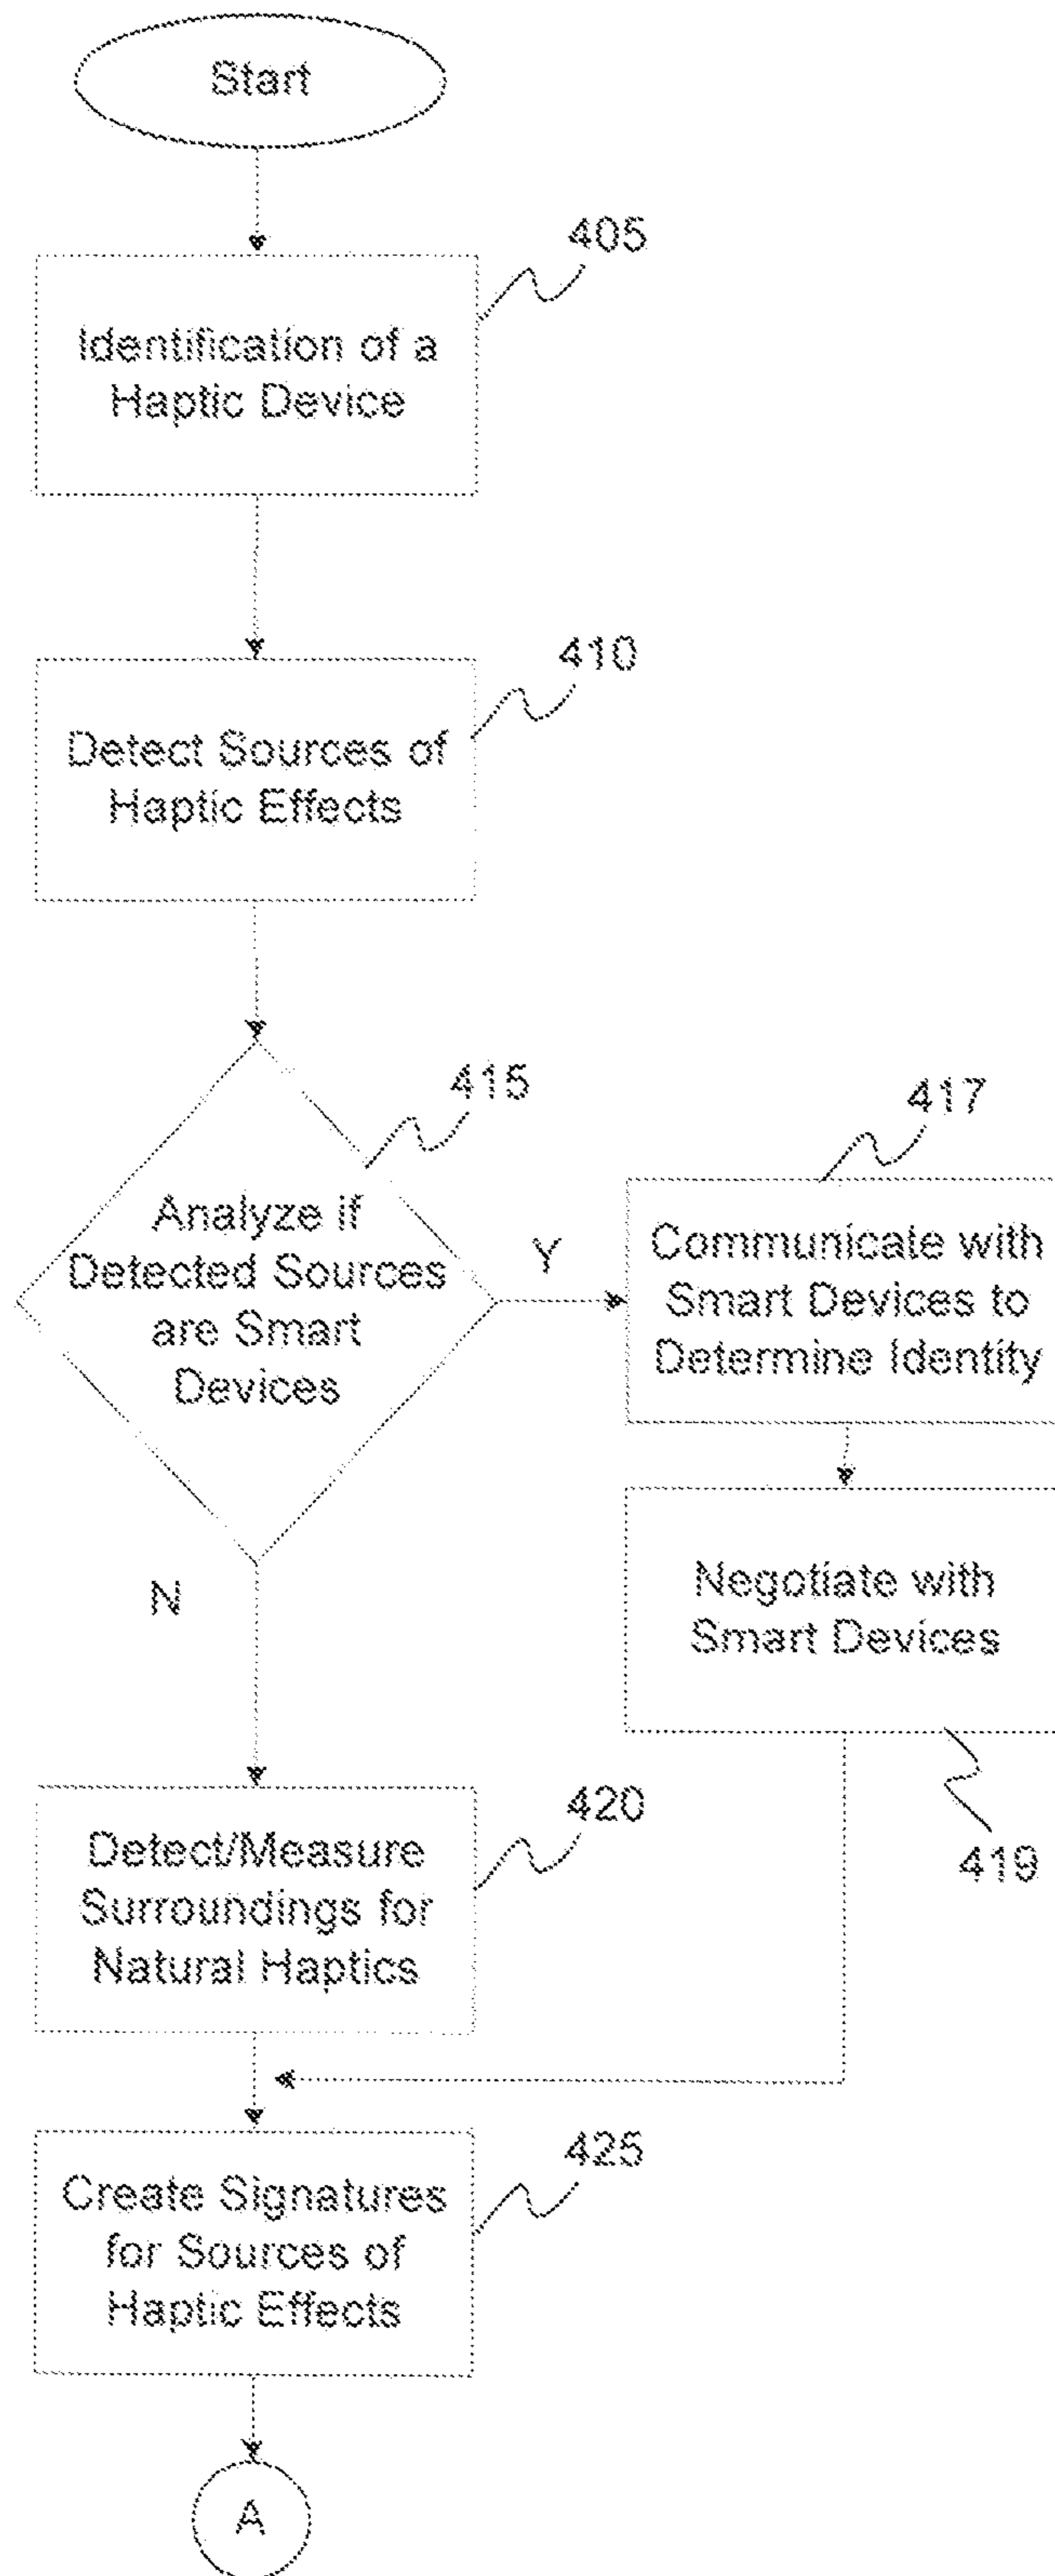 Start
405
Identification of a
Haptic Device
410
Detect Sources of
Haptic Effects
415
Analyze if
Detected Sources
are Smart
Devices
Y
N
417
Communicate with
Smart Devices to
Determine Identity
Negotiate with
Smart Devices
419
420
Detect/Measure
Surroundings for
Natural Haptics
425
Create Signatures
for Sources of
Haptic Effects
A